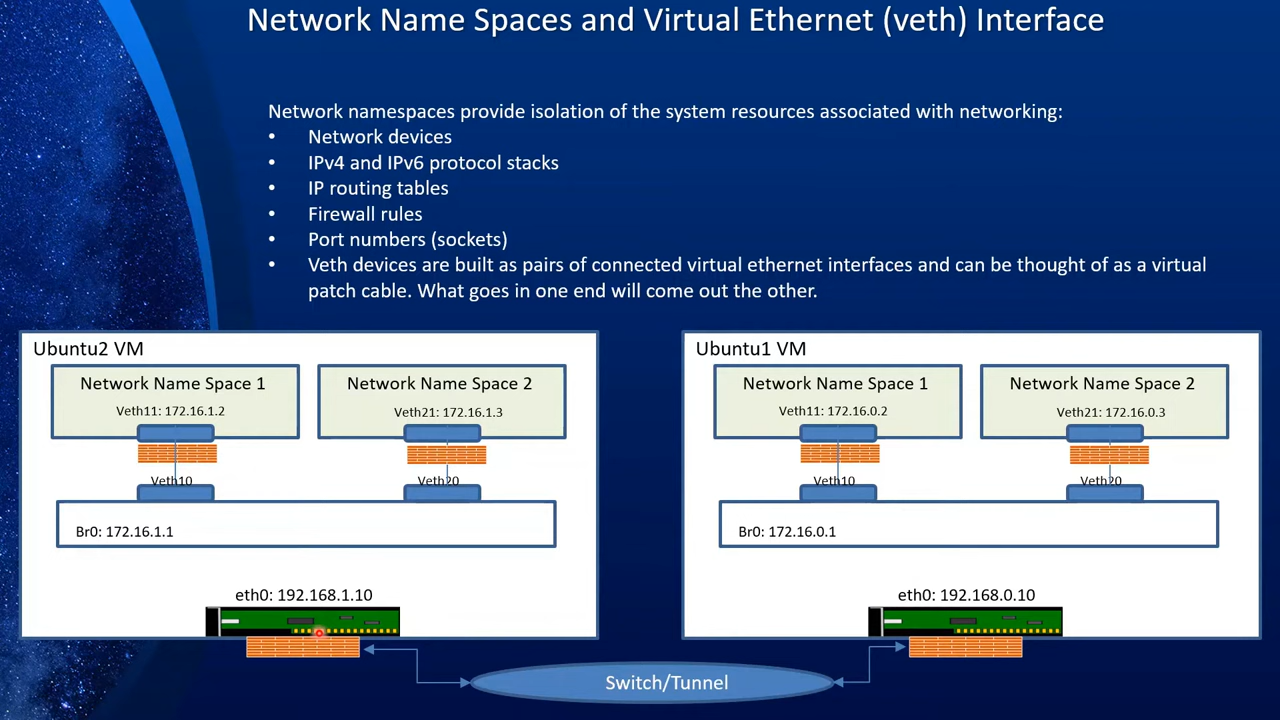 Network Name Spaces and Virtual Ethernet (veth) Interface
Network namespaces provide isolation of the system resources associated with networking:
• Network devices
• IPv4 and IPv6 protocol stacks
• IP routing tables
• Firewall rules
• Port numbers (sockets)
• Veth devices are built as pairs of connected virtual ethernet interfaces and can be thought of as a virtual
patch cable. What goes in one end will come out the other.
Ubuntu2 VM
Network Name Space 1
Veth11: 172.16.1.2
Network Name Space 2
Veth21: 172.16.1.3
Veth10
Veth20
Br0: 172.16.1.1
eth0: 192.168.1.10
Ubuntu1 VM
Network Name Space 1
Veth11: 172.16.0.2
Network Name Space 2
Veth21: 172.16.0.3
Veth10
Veth20
Br0: 172.16.0.1
eth0: 192.168.0.10
Switch/Tunnel